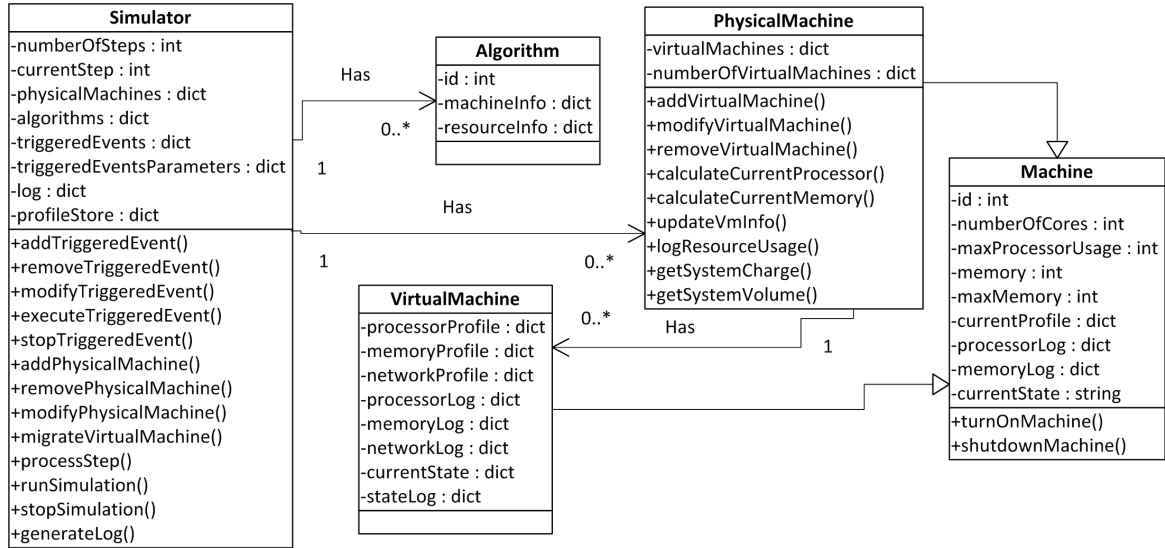 Simulator
-numberOfSteps : int
-currentStep : int
-physicalMachines : dict
-algorithms : dict
-triggeredEvents : dict
-triggeredEventsParameters : dict
-log : dict
-profileStore : dict
+addTriggeredEvent()
+removeTriggeredEvent()
+modifyTriggeredEvent()
+executeTriggeredEvent()
+stopTriggeredEvent()
+addPhysicalMachine()
+removePhysicalMachine()
+modifyPhysicalMachine()
+migrateVirtualMachine()
+processStep()
+runSimulation()
+stopSimulation()
+generateLog()
Has
0..*
1
Algorithm
-id : int
-machineInfo : dict
-resourceInfo : dict
Has
1
0..*
PhysicalMachine
-virtualMachines : dict
-numberOfVirtualMachines : dict
+addVirtualMachine()
+modifyVirtualMachine()
+removeVirtualMachine()
+calculateCurrentProcessor()
+calculateCurrentMemory()
+updateVmInfo()
+logResourceUsage()
+getSystemCharge()
+getSystemVolume()
VirtualMachine
-processorProfile : dict
-memoryProfile : dict
-networkProfile : dict
-processorLog : dict
-memoryLog : dict
-networkLog : dict
-currentState : dict
-stateLog : dict
0..*
Has
1
Machine
-id : int
-numberOfCores : int
-maxProcessorUsage : int
-memory : int
-maxMemory : int
-currentProfile : dict
-processorLog : dict
-memoryLog : dict
-currentState : string
+turnOnMachine()
+shutdownMachine()